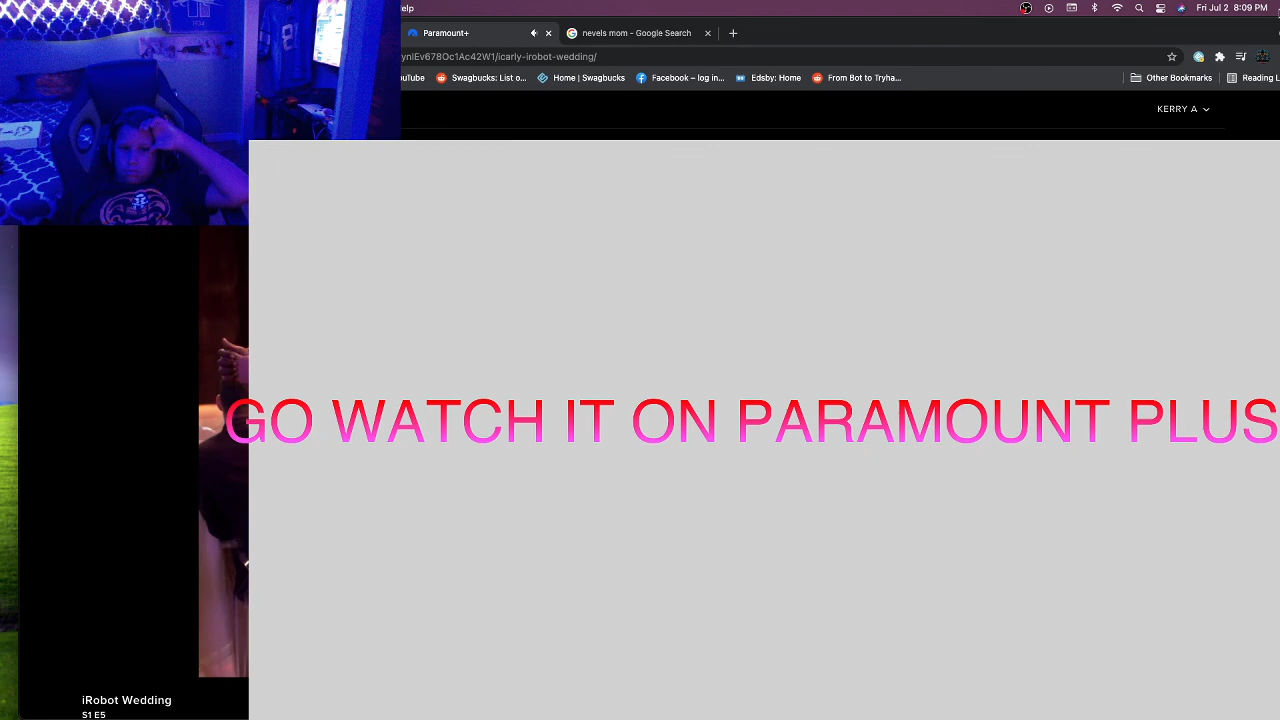 elp
Fri Jul 2 8:09 PM
Paramount+
nevels mom - Google Search
ynIEv678Oc1Ac42W1/icarly-irobot-wedding/
uTube
Swagbucks: List o...
Home | Swagbucks
Facebook – log in...
Edsby: Home
From Bot to Tryha...
Other Bookmarks
Reading L
KERRY A
GO WATCH IT ON PARAMOUNT PLUS
iRobot Wedding
S1 E5